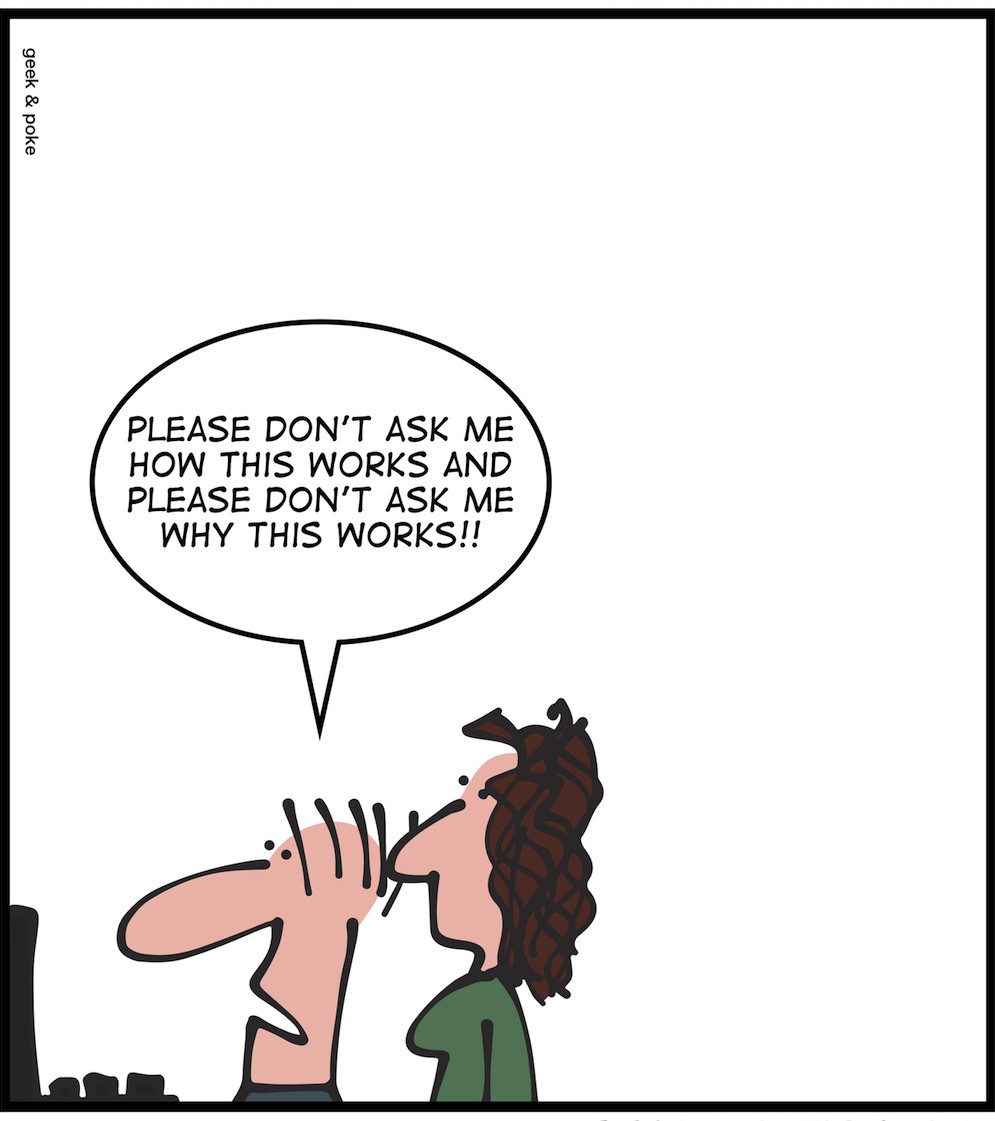 geek & poke
PLEASE DON'T ASK ME
HOW THIS WORKS AND
PLEASE DON'T ASK ME
WHY THIS WORKS!!